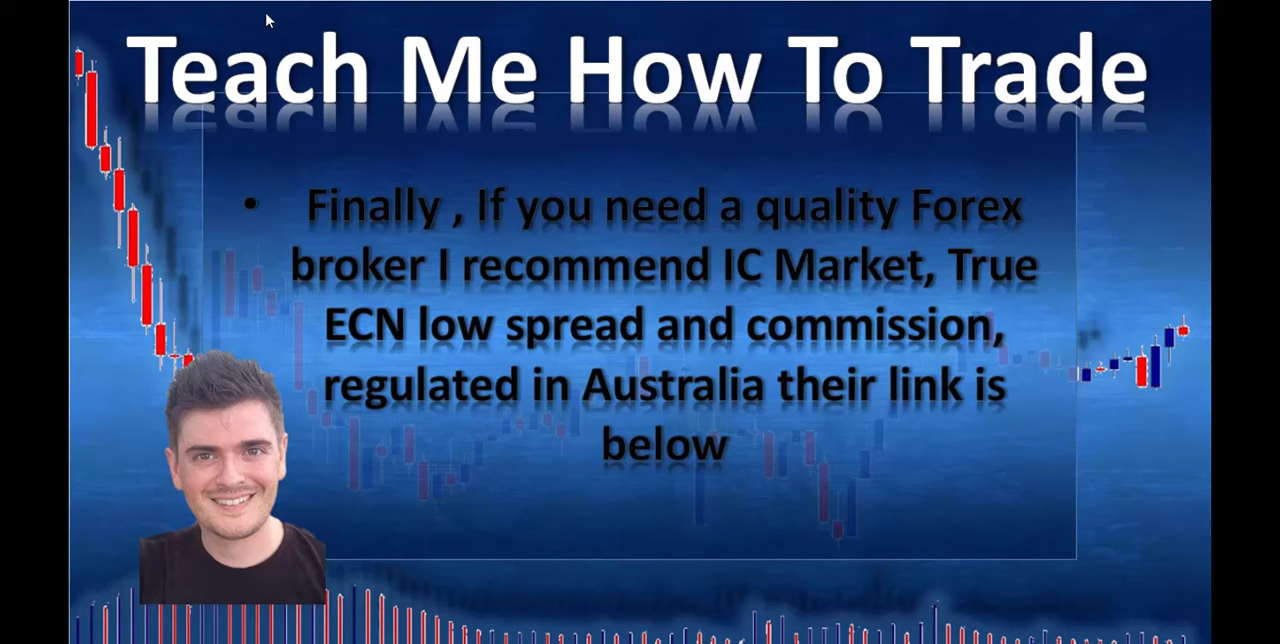 Teach Me How To Trade
• Finally , If you need a quality Forex
broker I recommend IC Market, True
ECN low spread and commission,
regulated in Australia their link is
below